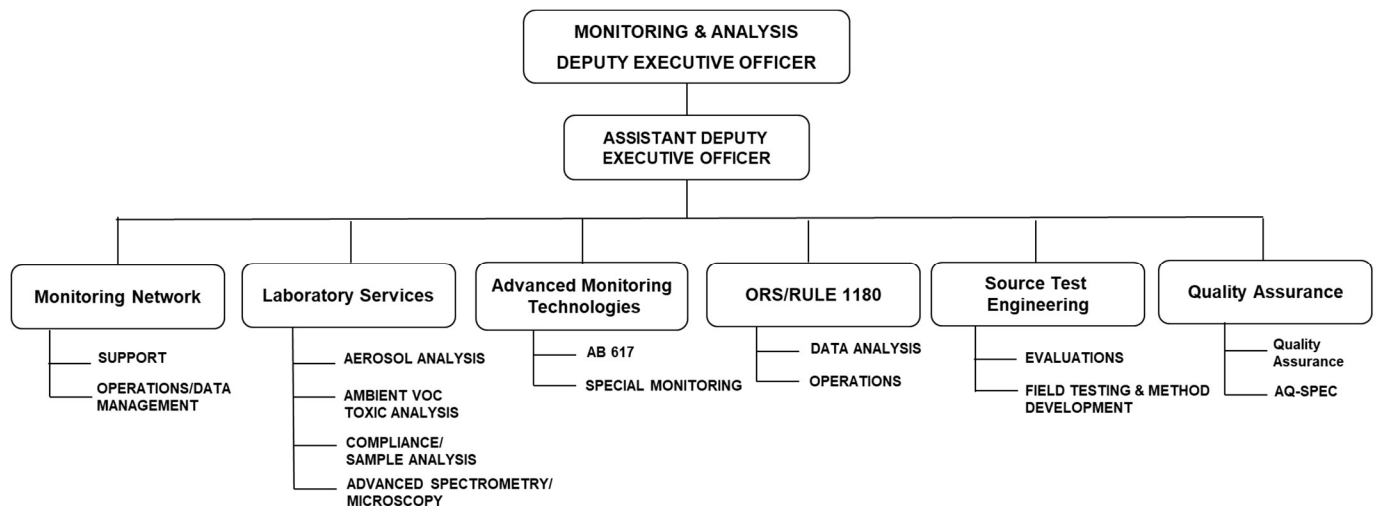 MONITORING & ANALYSIS
DEPUTY EXECUTIVE OFFICER
ASSISTANT DEPUTY
EXECUTIVE OFFICER
Monitoring Network
SUPPORT
OPERATIONS/DATA
MANAGEMENT
Laboratory Services
AEROSOL ANALYSIS
AMBIENT VOC
TOXIC ANALYSIS
COMPLIANCE/
SAMPLE ANALYSIS
ADVANCED SPECTROMETRY/
MICROSCOPY
Advanced Monitoring
Technologies
AB 617
SPECIAL MONITORING
ORS/RULE 1180
DATA ANALYSIS
OPERATIONS
Source Test
Engineering
EVALUATIONS
FIELD TESTING & METHOD
DEVELOPMENT
Quality Assurance
Quality
Assurance
AQ-SPEC